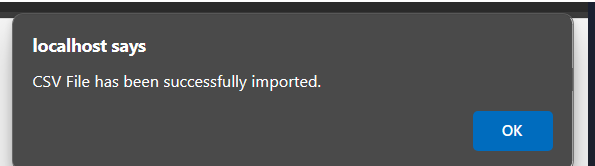 localhost says
CSV File has been successfully imported.
OK